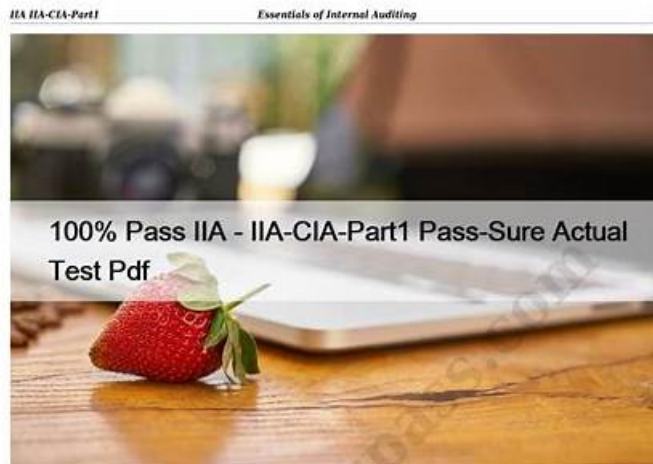 IIA IIA-CIA-Part1 Essentials of Internal Auditing
100% Pass IIA - IIA-CIA-Part1 Pass-Sure Actual
Test Pdf